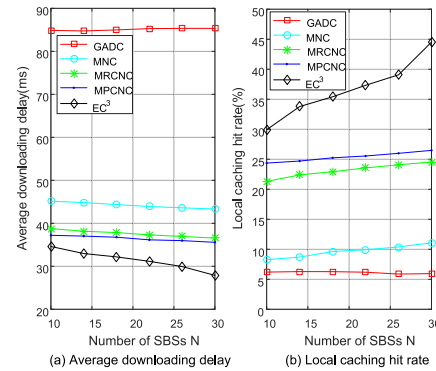 90
80
70
60
50
40
30
20
10
15
20
25
30
Average downloading delay(ms)
Number of SBSs N
GADC
MNC
MRCNC
MPCNC
EC³
(a) Average downloading delay
50
45
40
35
30
25
20
15
10
5
0
10
15
20
25
30
Local caching hit rate(%)
Number of SBSs N
GADC
MNC
MRCNC
MPCNC
EC³
(b) Local caching hit rate